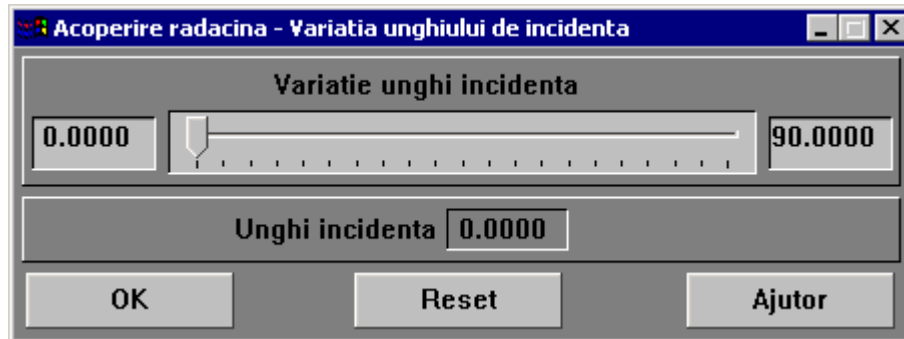 Acoperire radacina - Variatia unghiului de incidenta
Variatie unghi incidenta
0.0000 90.0000
Unghi incidenta 0.0000
OK Reset Ajutor